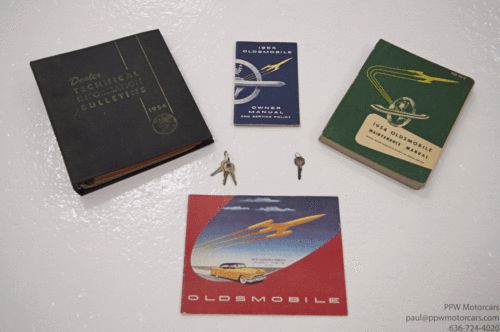 Dealer
TECHNICAL
INFORMATION
BULLETINS
1954
1954
OLDSMOBILE
OWNER
MANUAL
AND SERVICE POLICY
1954 OLDSMOBILE
MAINTENANCE MANUAL
OLDSMOBILE
PPW Motorcars
paul@ppwmotorcars.com
636-724-4020